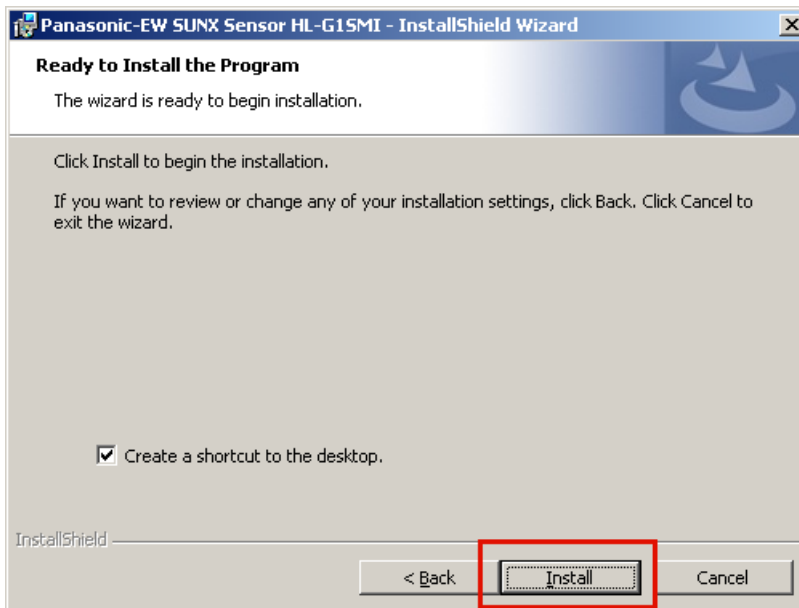 Panasonic-EW SUNX Sensor HL-G1SMI - InstallShield Wizard
Ready to Install the Program
The wizard is ready to begin installation.
Click Install to begin the installation.
If you want to review or change any of your installation settings, click Back. Click Cancel to
exit the wizard.
Create a shortcut to the desktop.
InstallShield
< Back
Install
Cancel